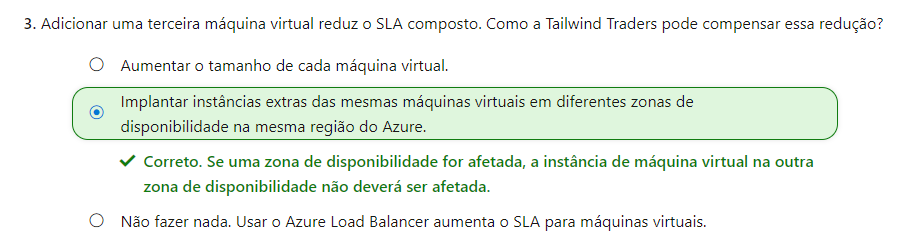 3. Adicionar uma terceira máquina virtual reduz o SLA composto. Como a Tailwind Traders pode compensar essa redução?
Aumentar o tamanho de cada máquina virtual.
Implantar instâncias extras das mesmas máquinas virtuais em diferentes zonas de
disponibilidade na mesma região do Azure.
Correto. Se uma zona de disponibilidade for afetada, a instância de máquina virtual na outra
zona de disponibilidade não deverá ser afetada.
Não fazer nada. Usar o Azure Load Balancer aumenta o SLA para máquinas virtuais.